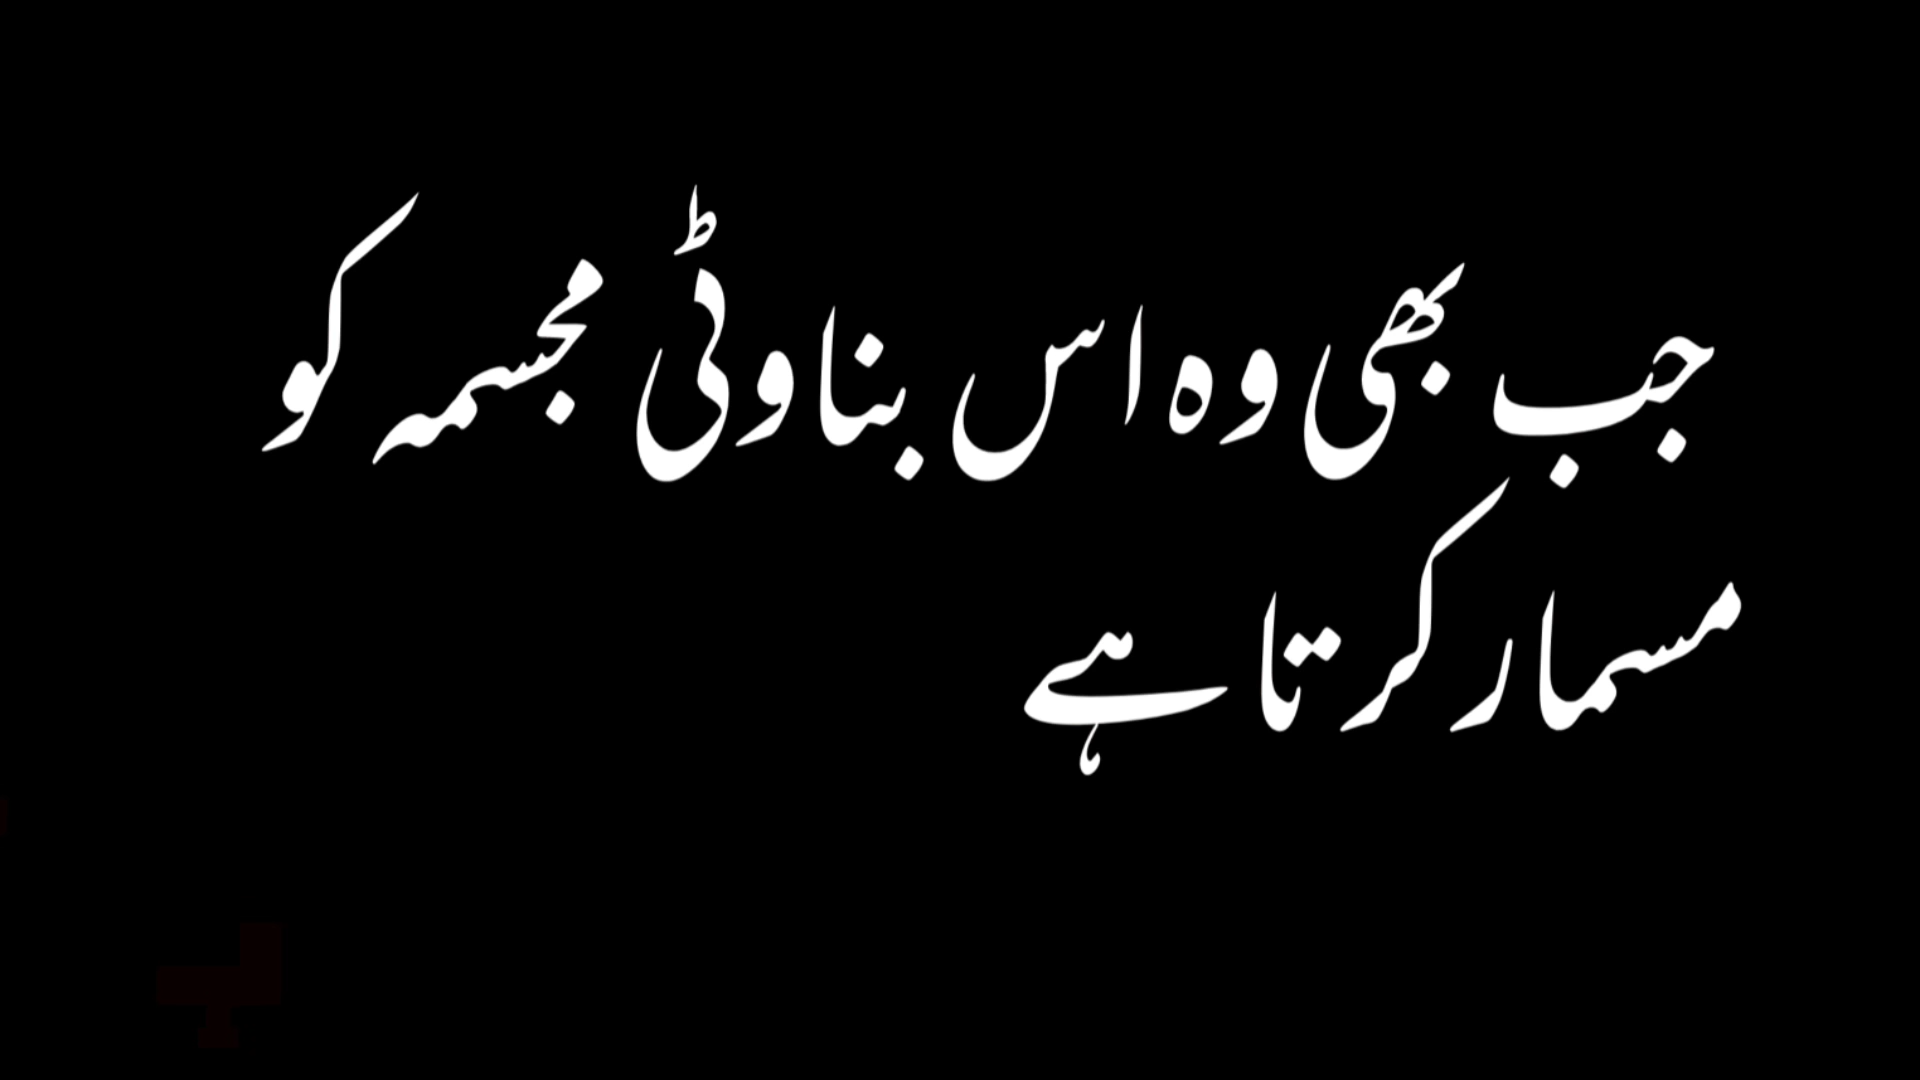 جب بھی وہ اس بناوٹی مجسمہ کو
مسمار کرتا ہے